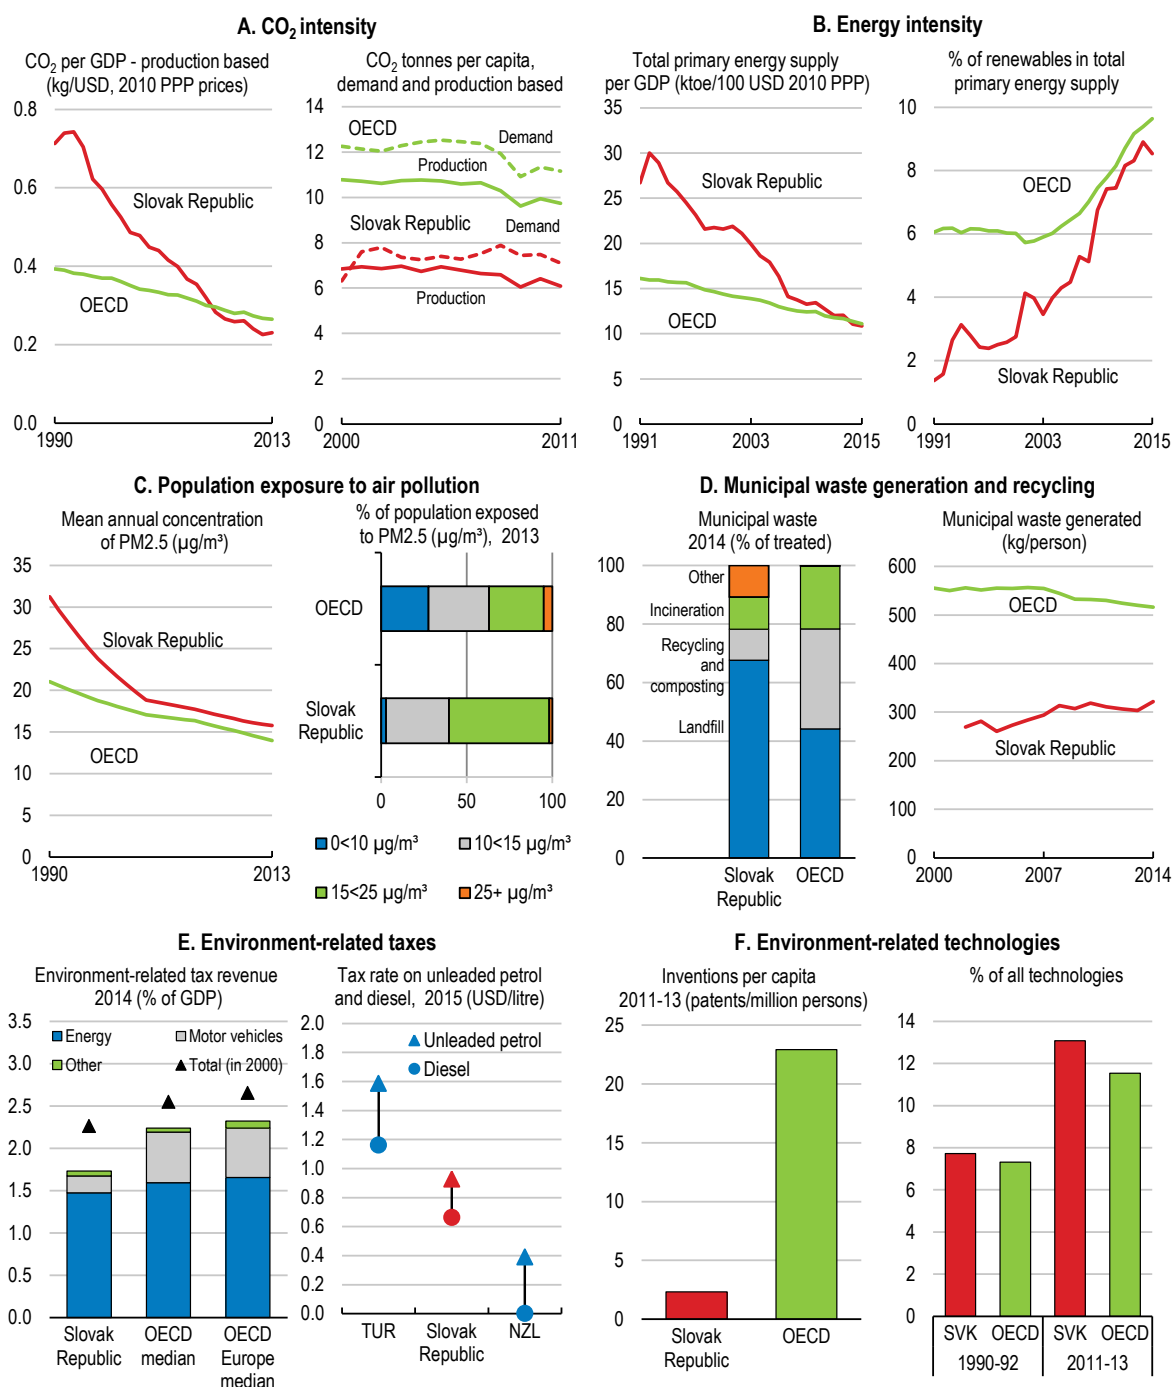 A. CO₂ intensity
CO₂ per GDP - production based
(kg/USD, 2010 PPP prices)
0.8
0.6
0.4
0.2
0.0
Slovak Republic
OECD
1990
2013
CO₂ tonnes per capita,
demand and production based
14
12
10
8
6
4
2
0
OECD
Demand
Production
Slovak Republic
Demand
Production
2000
2011
B. Energy intensity
Total primary energy supply
per GDP (ktoe/100 USD 2010 PPP)
35
30
25
20
15
10
5
0
Slovak Republic
OECD
1991
2003
2015
% of renewables in total
primary energy supply
10
8
6
4
2
0
OECD
Slovak Republic
1991
2003
2015
C. Population exposure to air pollution
Mean annual concentration
of PM2.5 (µg/m³)
35
30
25
20
15
10
5
0
Slovak Republic
OECD
1990
2013
% of population exposed
to PM2.5 (µg/m³), 2013
OECD
Slovak
Republic
0
50
100
0<10 µg/m³
10<15 µg/m³
15<25 µg/m³
25+ µg/m³
D. Municipal waste generation and recycling
Municipal waste
2014 (% of treated)
100
80
60
40
20
0
Other
Incineration
Recycling
and
composting
Landfill
Slovak
Republic
OECD
Municipal waste generated
(kg/person)
600
500
400
300
200
100
0
OECD
Slovak Republic
2000
2007
2014
E. Environment-related taxes
Environment-related tax revenue
2014 (% of GDP)
3.5
3.0
2.5
2.0
1.5
1.0
0.5
0.0
Energy
Motor vehicles
Other
Total (in 2000)
Slovak
Republic
OECD
median
OECD
Europe
median
Tax rate on unleaded petrol
and diesel, 2015 (USD/litre)
2.0
1.8
1.6
1.4
1.2
1.0
0.8
0.6
0.4
0.2
0.0
Unleaded petrol
Diesel
TUR
Slovak
Republic
NZL
F. Environment-related technologies
Inventions per capita
2011-13 (patents/million persons)
25
20
15
10
5
0
Slovak
Republic
OECD
% of all technologies
14
12
10
8
6
4
2
0
SVK
OECD
SVK
OECD
1990-92
2011-13